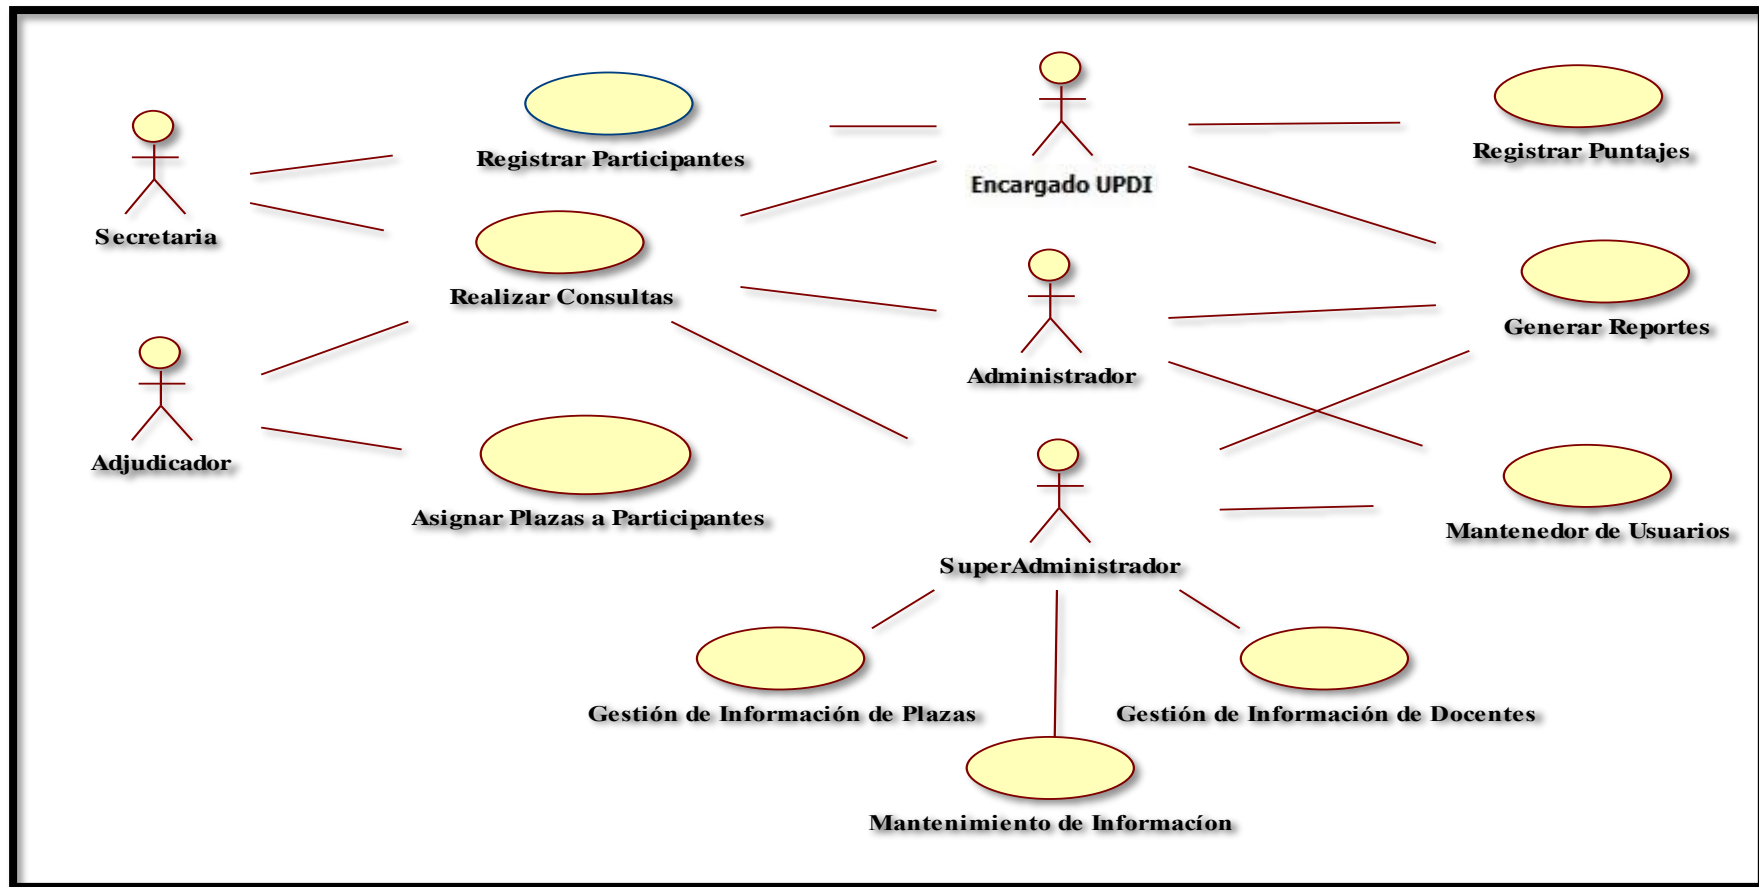 Registrar Participantes
Encargado UPDI
Registrar Puntajes
Secretaria
Realizar Consultas
Administrador
Generar Reportes
Adjudicador
Asignar Plazas a Participantes
SuperAdministrador
Mantenedor de Usuarios
Gestión de Información de Plazas
Gestión de Información de Docentes
Mantenimiento de Informacíon